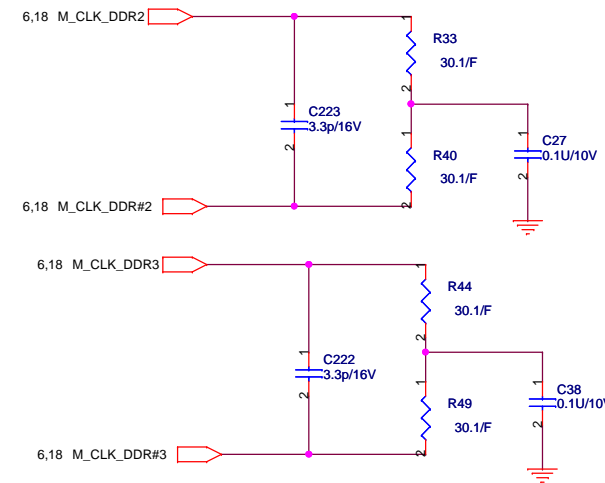 6,18 M_CLK_DDR2
1
R33
30.1/F
2
1
C223
3.3p/16V
2
1
C27
0.1U/10V
2
1
R40
30.1/F
2
6,18 M_CLK_DDR#2
6,18 M_CLK_DDR3
1
R44
30.1/F
2
1
C222
3.3p/16V
2
1
C38
0.1U/10V
2
1
R49
30.1/F
2
6,18 M_CLK_DDR#3